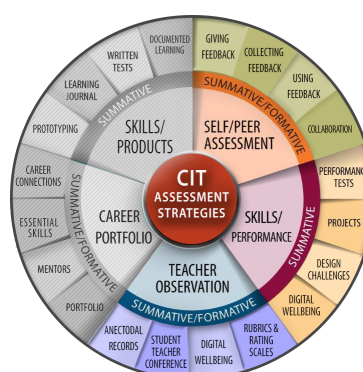 CIT
ASSESSMENT
STRATEGIES
SELF/PEER
ASSESSMENT
SUMMATIVE/FORMATIVE
GIVING
FEEDBACK
COLLECTING
FEEDBACK
USING
FEEDBACK
COLLABORATION
SKILLS/
PERFORMANCE
SUMMATIVE
PERFORMANC
TESTS
PROJECTS
DESIGN
CHALLENGES
DIGITAL
WELLBEING
TEACHER
OBSERVATION
SUMMATIVE/FORMATIVE
RUBRICS &
RATING
SCALES
DIGITAL
WELLBEING
STUDENT
TEACHER
CONFERENCE
ANECTODAL
RECORDS
CAREER
PORTFOLIO
SUMMATIVE/FORMATIVE
PORTFOLIO
MENTORS
ESSENTIAL
SKILLS
CAREER
CONNECTIONS
SKILLS/
PRODUCTS
SUMMATIVE
PROTOTYPING
LEARNING
JOURNAL
WRITTEN
TESTS
DOCUMENTED
LEARNING